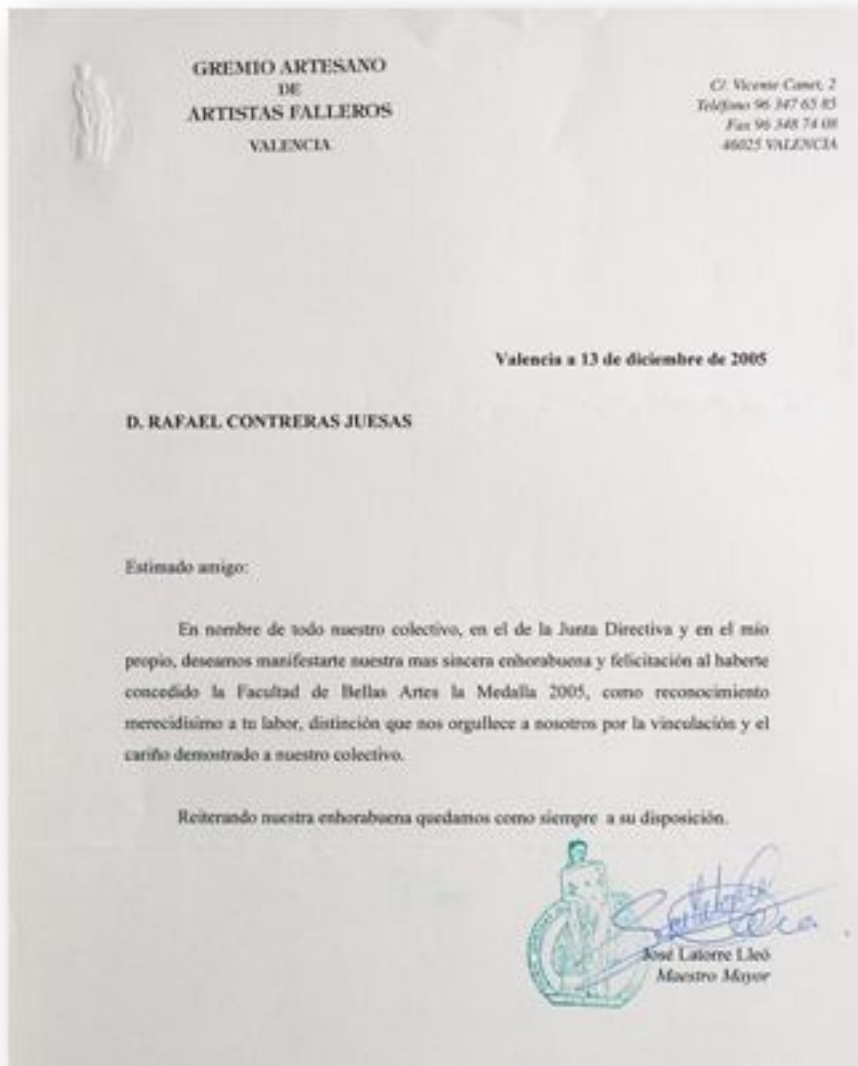 GREMIO ARTESANO
DE
ARTISTAS FALLEROS
VALENCIA
C/. Vicente Canet, 2
Teléfono 96 347 65 85
Fax 96 348 74 08
46025 VALENCIA
Valencia a 13 de diciembre de 2005
D. RAFAEL CONTRERAS JUESAS
Estimado amigo:
En nombre de todo nuestro colectivo, en el de la Junta Directiva y en el mío
propio, deseamos manifestarte nuestra mas sincera enhorabuena y felicitación al haberte
concedido la Facultad de Bellas Artes la Medalla 2005, como reconocimiento
merecidísimo a tu labor, distinción que nos orgullece a nosotros por la vinculación y el
cariño demostrado a nuestro colectivo.
Reiterando nuestra enhorabuena quedamos como siempre a su disposición.
José Latorre Lleó
Maestro Mayor